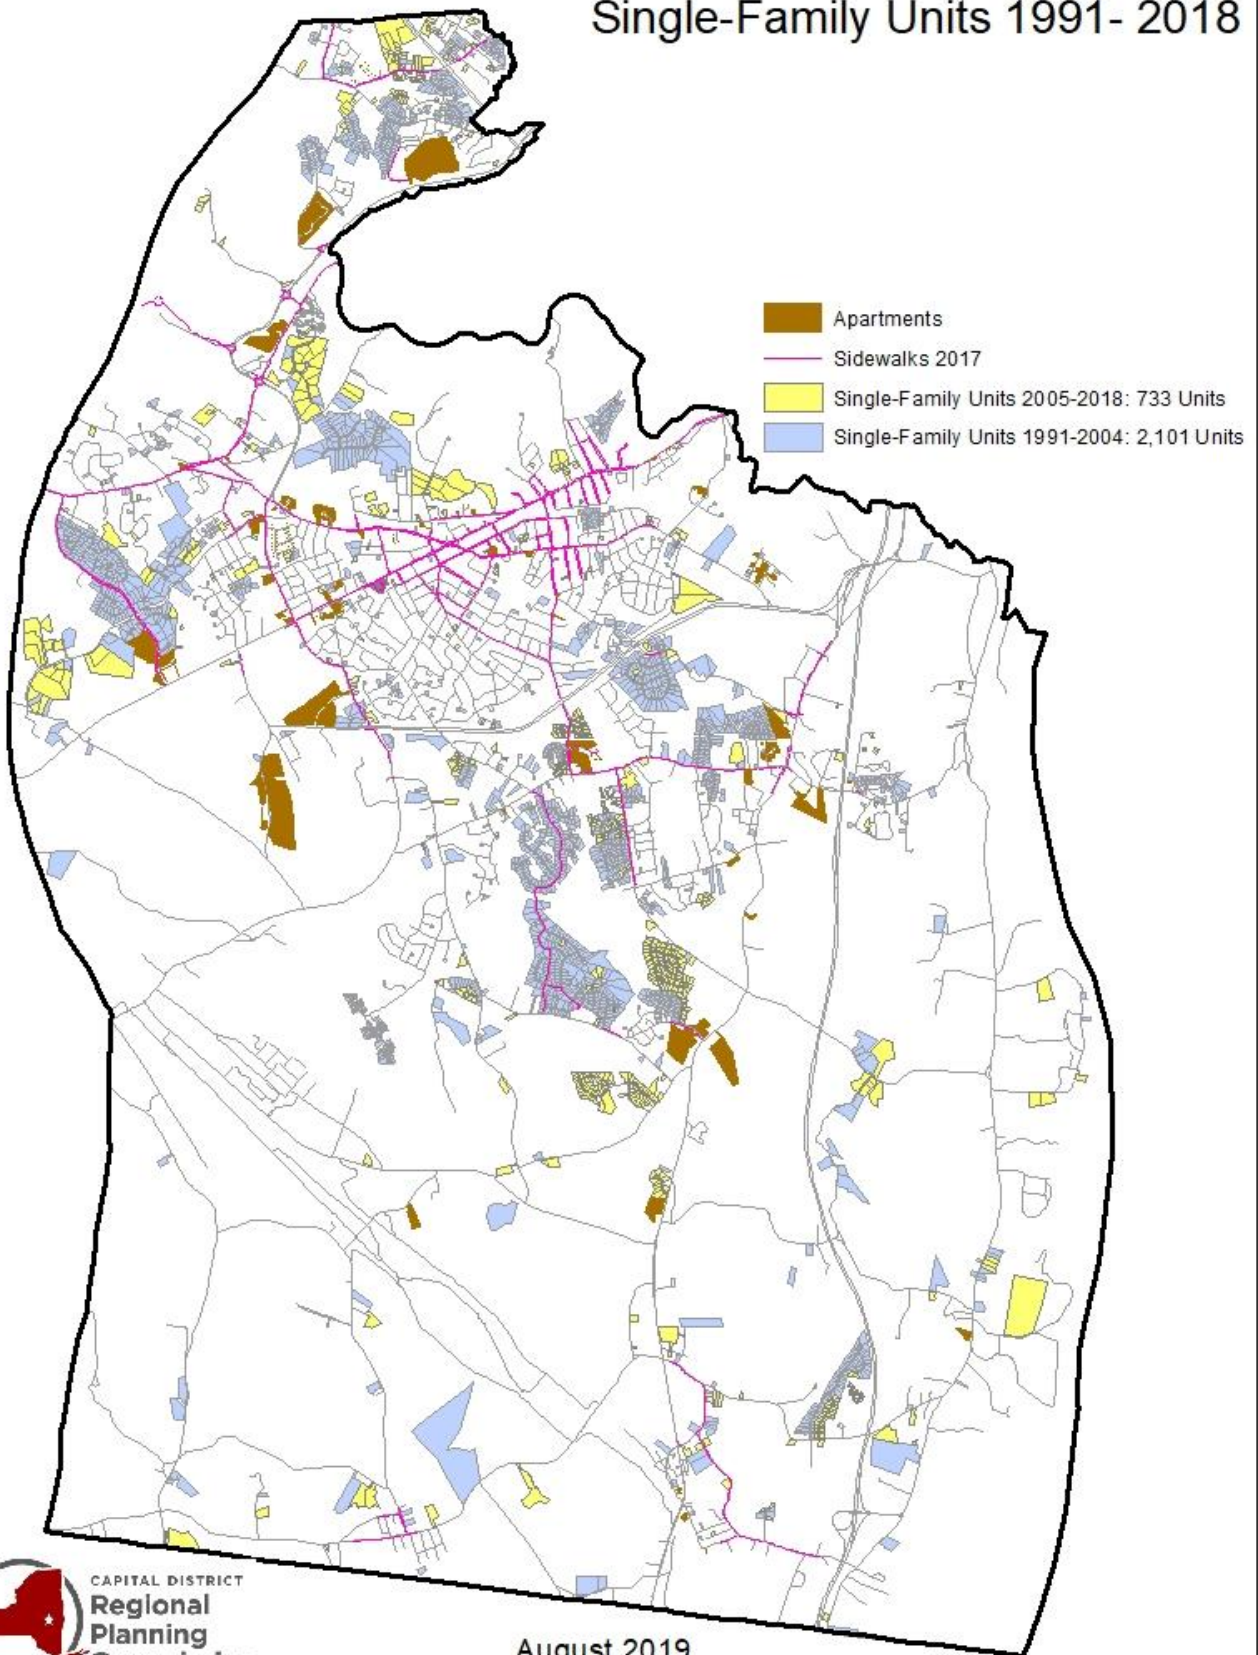 Single-Family Units 1991- 2018
Apartments
Sidewalks 2017
Single-Family Units 2005-2018: 733 Units
Single-Family Units 1991-2004: 2,101 Units
CAPITAL DISTRICT
Regional
Planning
August 2019